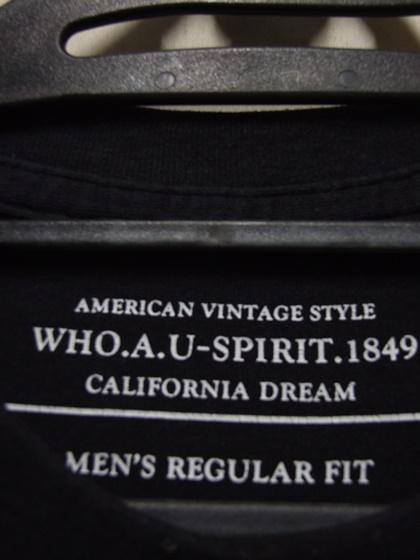 AMERICAN VINTAGE STYLE
WHO.A.U-SPIRIT.1849
CALIFORNIA DREAM
MEN'S REGULAR FIT